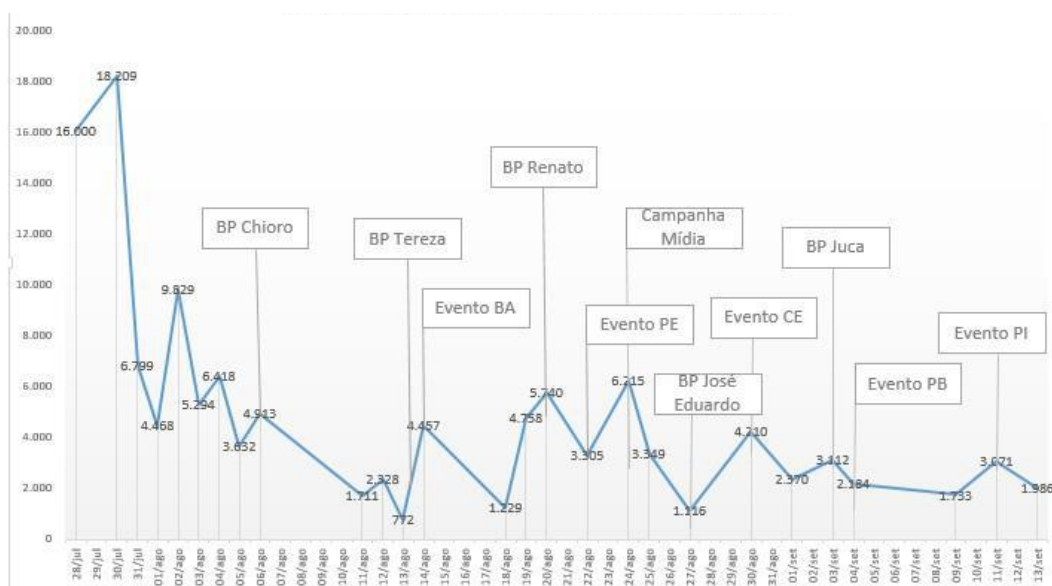 20.000
18.000
16.000
14.000
12.000
10.000
8.000
6.000
4.000
2.000
0
16.000
18.209
6.799
4.468
9.829
5.294
6.418
3.632
4.913
1.711
2.328
772
4.457
1.229
4.758
5.740
3.305
6.215
3.349
1.116
4.210
2.370
3.112
2.184
1.733
3.071
1.986
BP Chioro
BP Tereza
Evento BA
BP Renato
Evento PE
Campanha
Mídia
BP José
Eduardo
Evento CE
BP Juca
Evento PB
Evento PI
28/jul
29/jul
30/jul
31/jul
01/ago
02/ago
03/ago
04/ago
05/ago
06/ago
07/ago
08/ago
09/ago
10/ago
11/ago
12/ago
13/ago
14/ago
15/ago
16/ago
17/ago
18/ago
19/ago
20/ago
21/ago
22/ago
23/ago
24/ago
25/ago
26/ago
27/ago
28/ago
29/ago
30/ago
31/ago
01/set
02/set
03/set
04/set
05/set
06/set
07/set
08/set
09/set
10/set
11/set
12/set
13/set